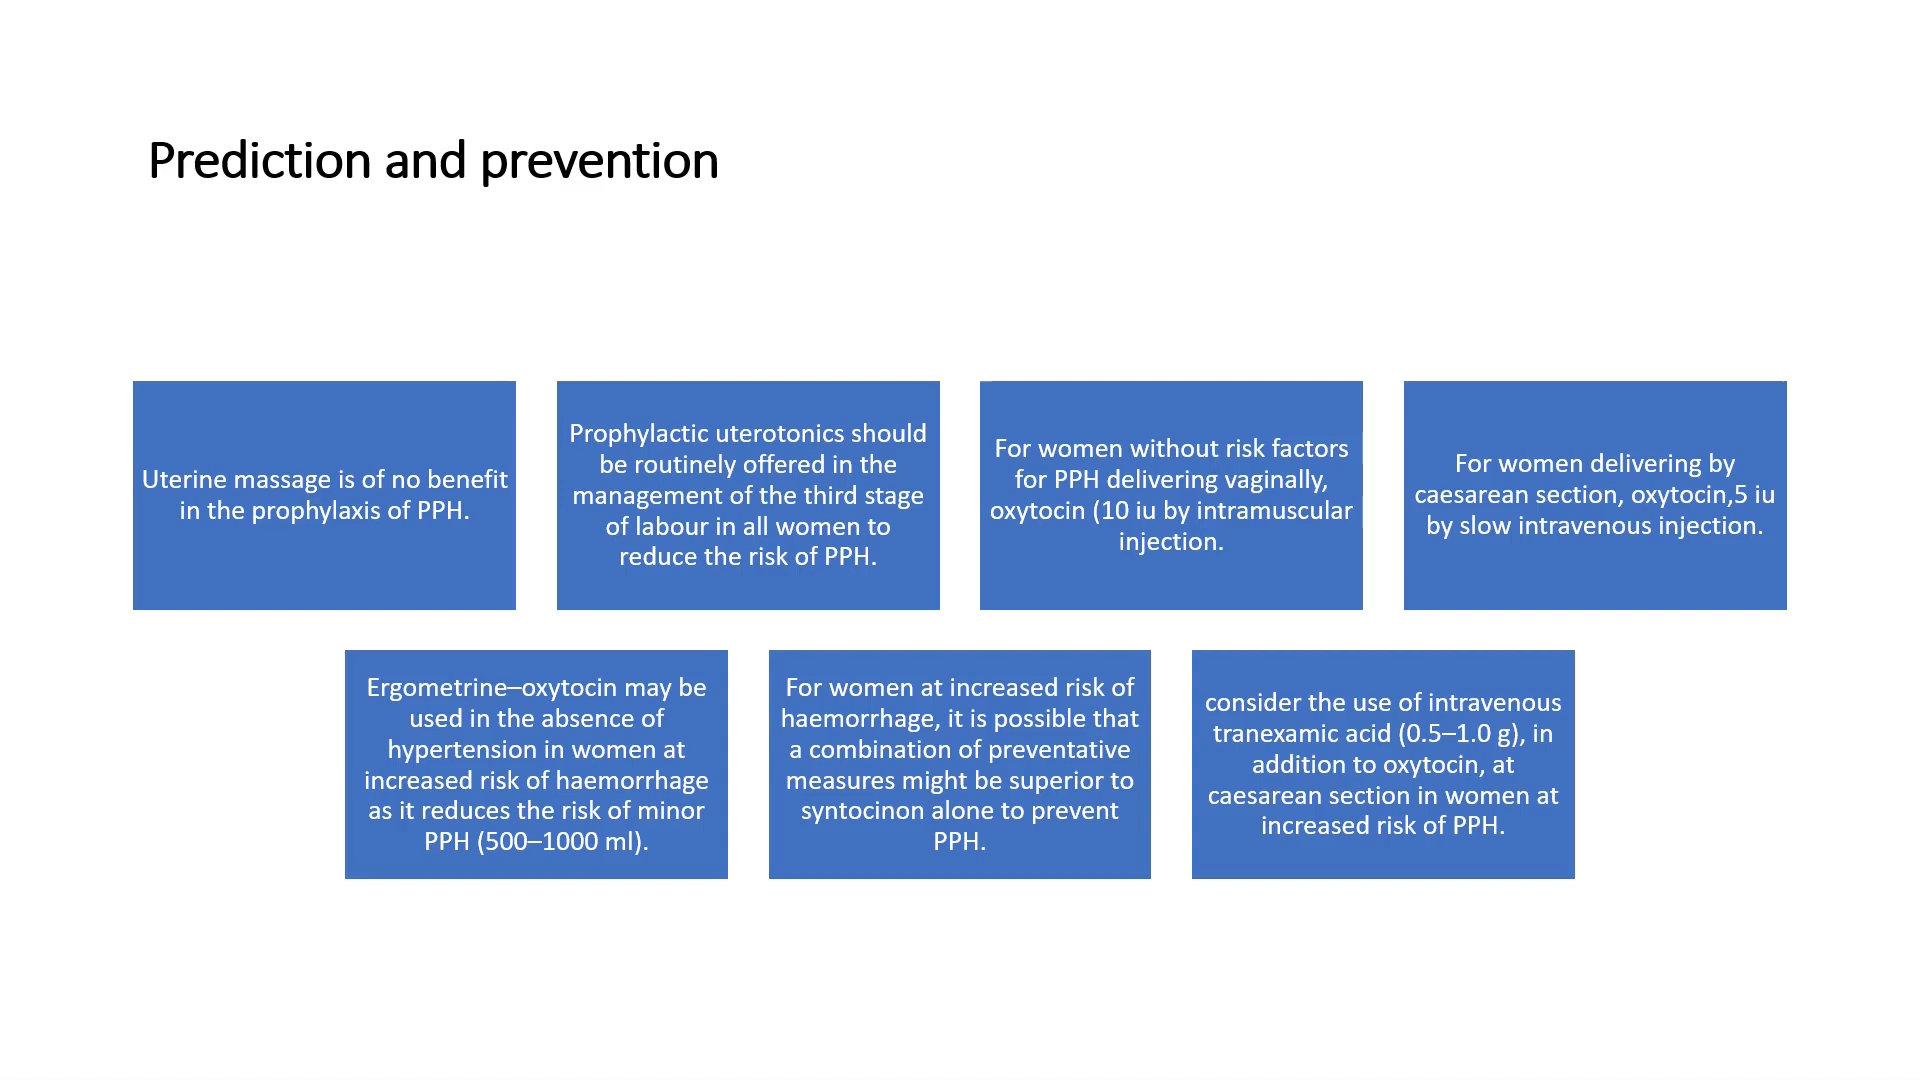 Prediction and prevention
Uterine massage is of no benefit
in the prophylaxis of PPH.
Prophylactic uterotonics should
be routinely offered in the
management of the third stage
of labour in all women to
reduce the risk of PPH.
For women without risk factors
for PPH delivering vaginally,
oxytocin (10 iu by intramuscular
injection.
For women delivering by
caesarean section, oxytocin,5 iu
by slow intravenous injection.
Ergometrine–oxytocin may be
used in the absence of
hypertension in women at
increased risk of haemorrhage
as it reduces the risk of minor
PPH (500–1000 ml).
For women at increased risk of
haemorrhage, it is possible that
a combination of preventative
measures might be superior to
syntocinon alone to prevent
PPH.
consider the use of intravenous
tranexamic acid (0.5–1.0 g), in
addition to oxytocin, at
caesarean section in women at
increased risk of PPH.